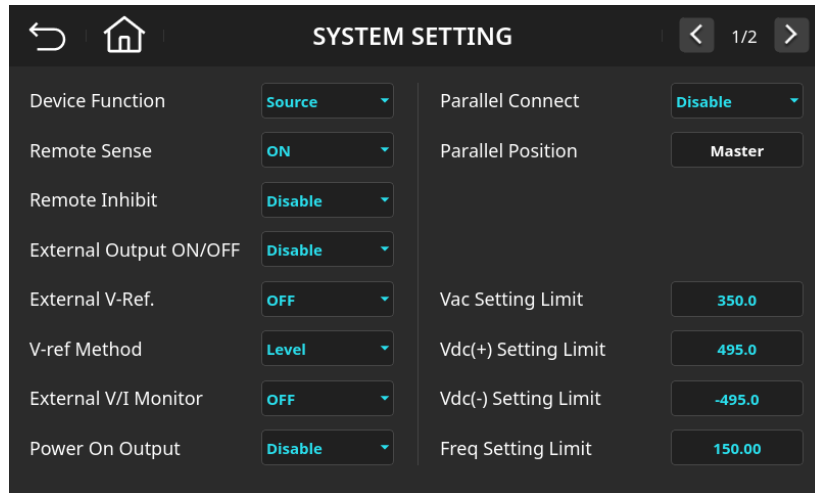 SYSTEM SETTING
1/2
Device Function Source
Remote Sense ON
Remote Inhibit Disable
External Output ON/OFF Disable
External V-Ref. OFF
V-ref Method Level
External V/I Monitor OFF
Power On Output Disable
Parallel Connect Disable
Parallel Position Master
Vac Setting Limit 350.0
Vdc(+) Setting Limit 495.0
Vdc(-) Setting Limit -495.0
Freq Setting Limit 150.00